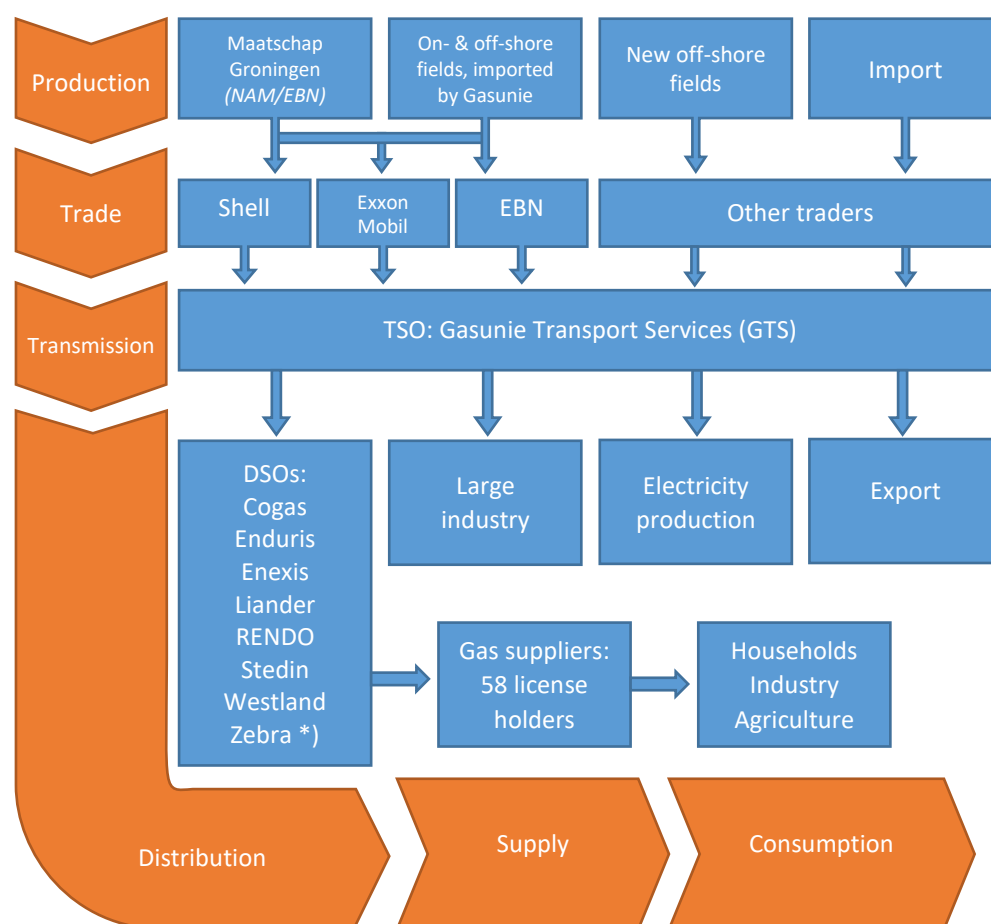 Production
Maatschap
Groningen
(NAM/EBN)
On- & off-shore
fields, imported
by Gasunie
New off-shore
fields
Import
Trade
Shell
Exxon
Mobil
EBN
Other traders
Transmission
TSO: Gasunie Transport Services (GTS)
DSOs:
Cogas
Enduris
Enexis
Liander
RENDO
Stedin
Westland
Zebra *)
Large
industry
Electricity
production
Export
Gas suppliers:
58 license
holders
Households
Industry
Agriculture
Distribution
Supply
Consumption